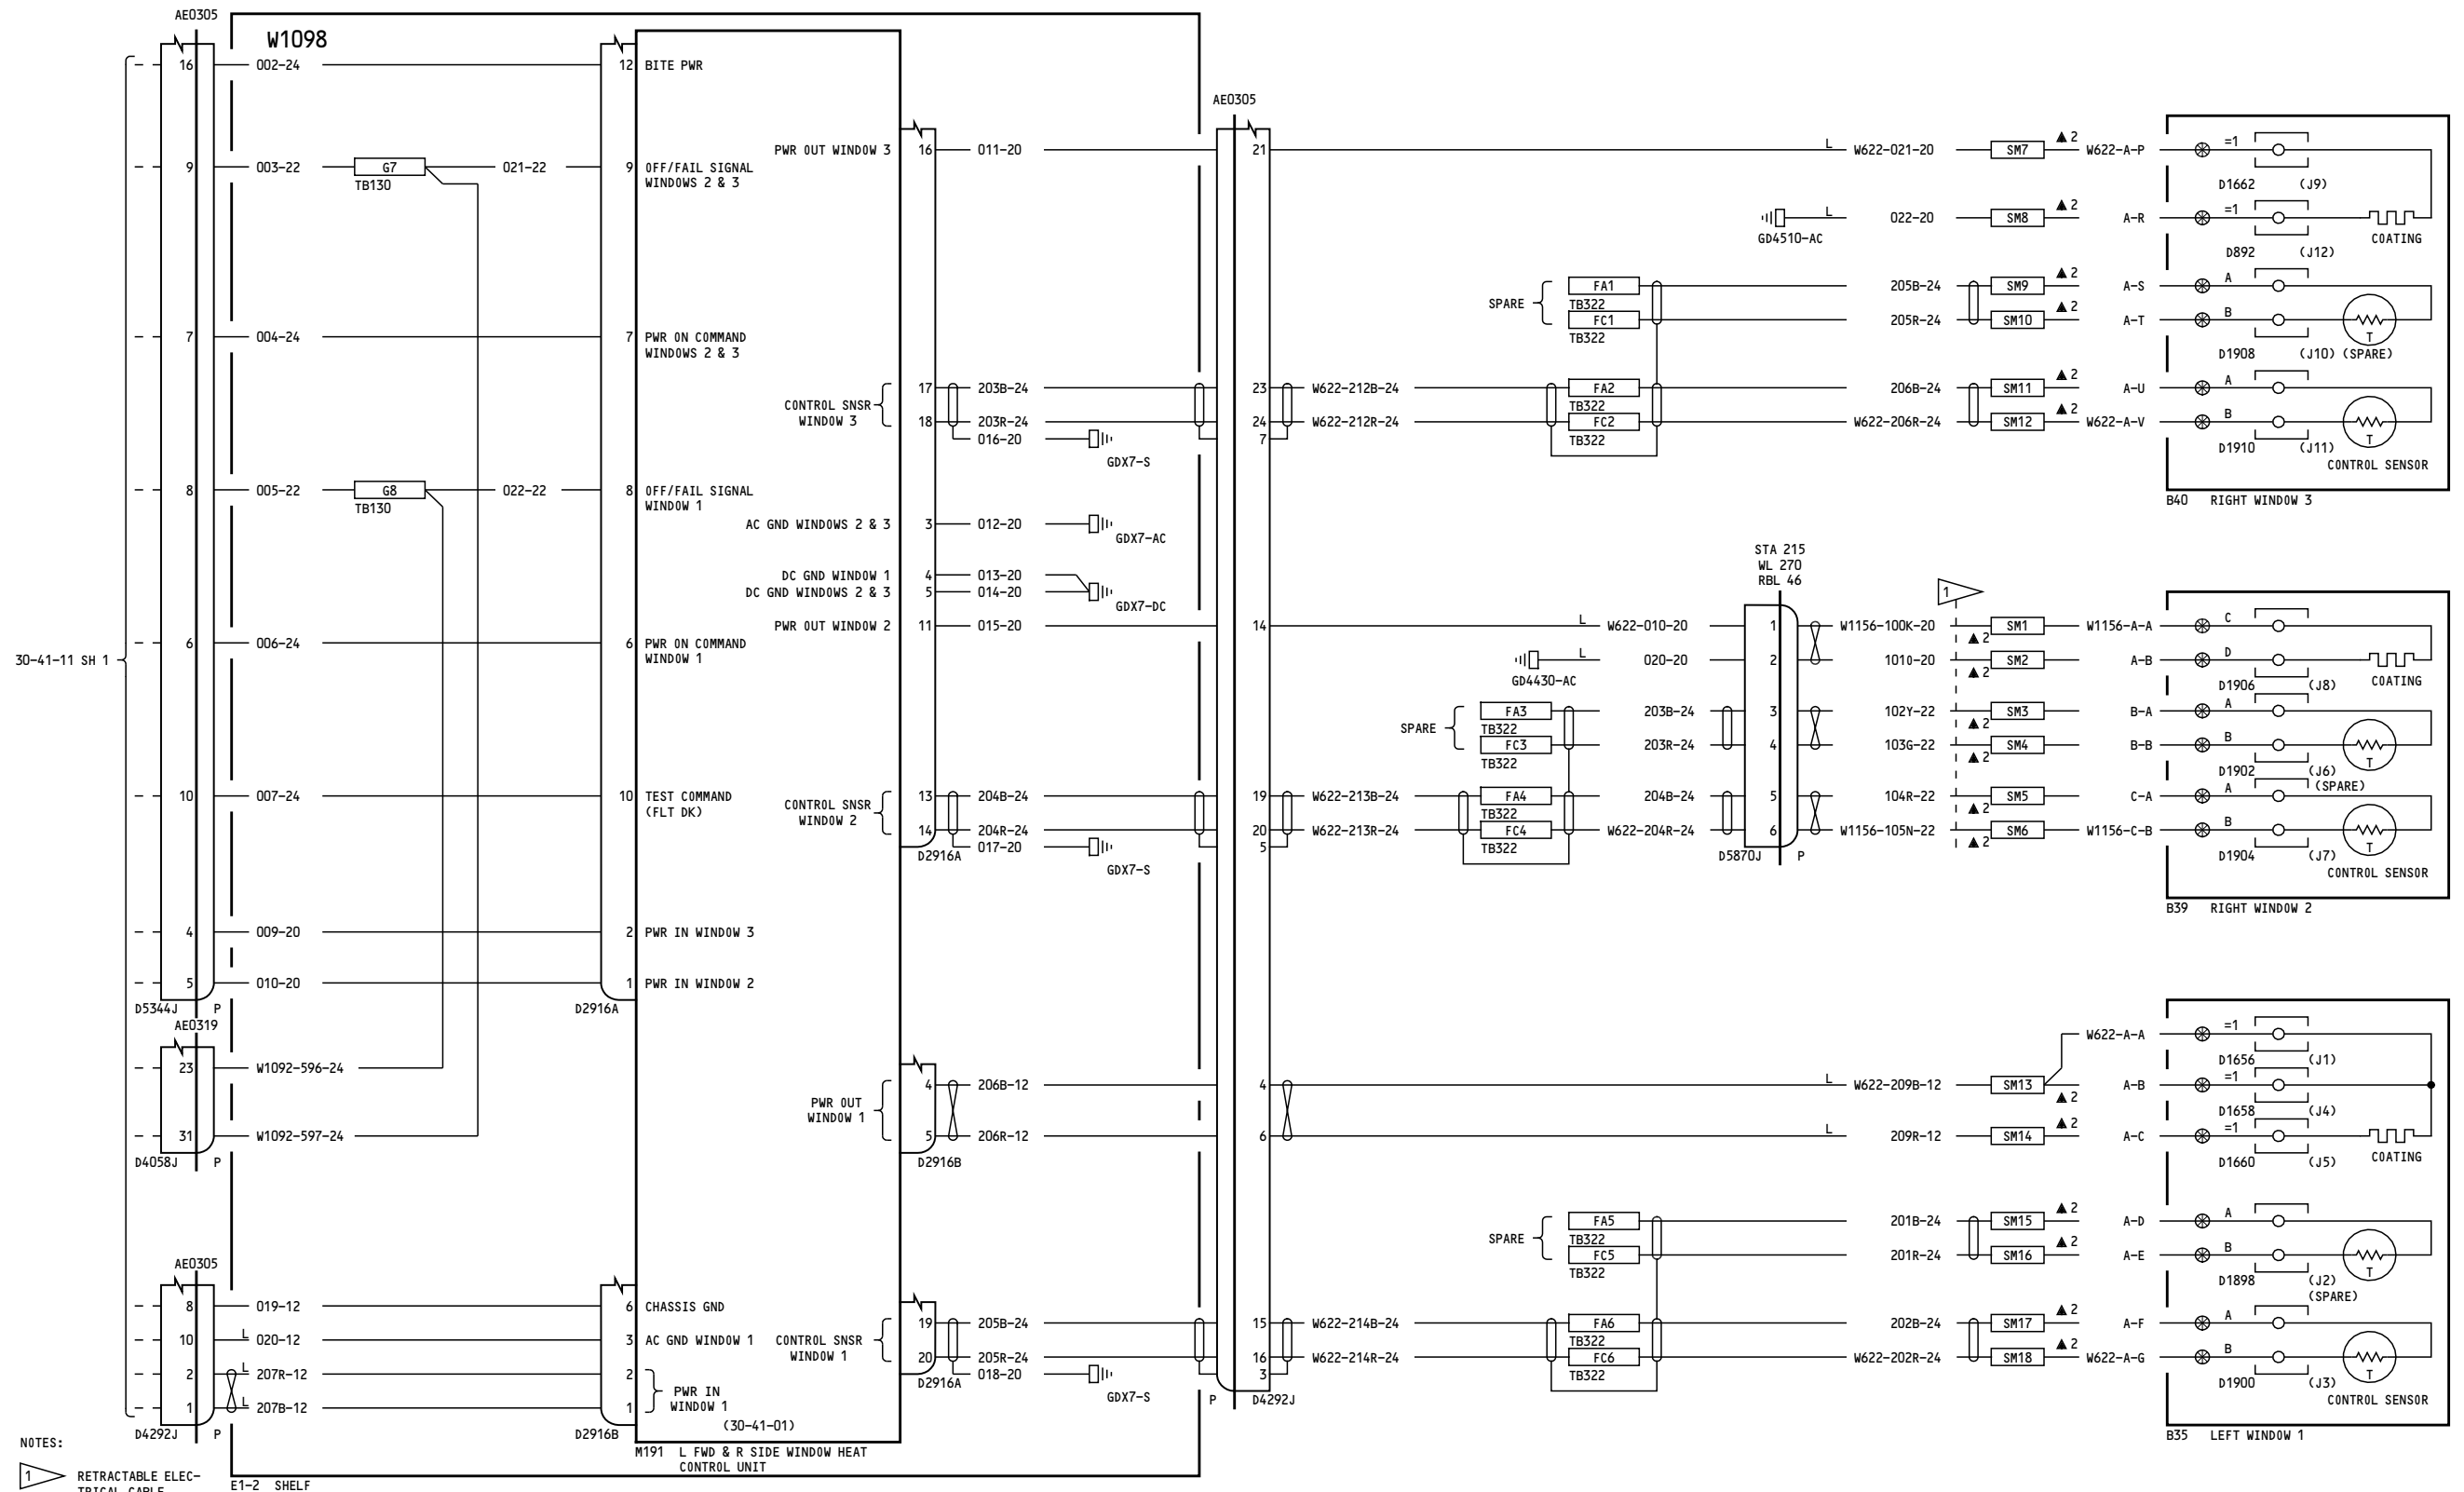 AE0305
W1098
16 002-24 12 BITE PWR
AE0305
PWR OUT WINDOW 3 16 011-20 21 L W622-021-20 SM7 ▲ 2 W622-A-P =1
D1662 (J9)
9 003-22 G7 021-22 9 OFF/FAIL SIGNAL
TB130 WINDOWS 2 & 3
L 022-20 SM8 ▲ 2 A-R =1
GD4510-AC COATING
D892 (J12)
SPARE FA1 205B-24 SM9 ▲ 2 A-S A
TB322
FC1 205R-24 SM10 ▲ 2 A-T B T
TB322
D1908 (J10) (SPARE)
7 004-24 7 PWR ON COMMAND
WINDOWS 2 & 3
17 203B-24 23 W622-212B-24 FA2 206B-24 SM11 ▲ 2 A-U A
CONTROL SNSR TB322
WINDOW 3 18 203R-24 24 W622-212R-24 FC2 W622-206R-24 SM12 ▲ 2 W622-A-V B T
016-20 7 TB322
GDX7-S
D1910 (J11)
CONTROL SENSOR
B40 RIGHT WINDOW 3
8 005-22 G8 022-22 8 OFF/FAIL SIGNAL
TB130 WINDOW 1
AC GND WINDOWS 2 & 3 3 012-20
GDX7-AC
DC GND WINDOW 1 4 013-20
DC GND WINDOWS 2 & 3 5 014-20
GDX7-DC
STA 215
WL 270
RBL 46
1
PWR OUT WINDOW 2 11 015-20 14 L W622-010-20 1 W1156-100K-20 SM1 W1156-A-A C
▲ 2
30-41-11 SH 1
6 006-24 6 PWR ON COMMAND
WINDOW 1
L 020-20 2 1010-20 SM2 A-B D
GD4430-AC ▲ 2 COATING
D1906 (J8)
SPARE FA3 203B-24 3 102Y-22 SM3 B-A A
TB322 ▲ 2
FC3 203R-24 4 103G-22 SM4 B-B B T
TB322 ▲ 2
D1902 (J6)
(SPARE)
10 007-24 10 TEST COMMAND
(FLT DK)
13 204B-24 19 W622-213B-24 FA4 204B-24 5 104R-22 SM5 C-A A
CONTROL SNSR TB322 ▲ 2
WINDOW 2 14 204R-24 20 W622-213R-24 FC4 W622-204R-24 6 W1156-105N-22 SM6 W1156-C-B B T
D2916A 017-20 5 TB322 ▲ 2
GDX7-S
D5870J P
D1904 (J7)
CONTROL SENSOR
B39 RIGHT WINDOW 2
4 009-20 2 PWR IN WINDOW 3
5 010-20 1 PWR IN WINDOW 2
D5344J P D2916A
AE0319
W622-A-A =1
D1656 (J1)
23 W1092-596-24
PWR OUT 4 206B-12 4 L W622-209B-12 SM13 A-B =1
WINDOW 1 ▲ 2
D1658 (J4)
31 W1092-597-24
5 206R-12 6 L 209R-12 SM14 ▲ 2 A-C =1
COATING
D4058J P D2916B
D1660 (J5)
SPARE FA5 201B-24 SM15 ▲ 2 A-D A
TB322
FC5 201R-24 SM16 ▲ 2 A-E B T
TB322
D1898 (J2)
(SPARE)
AE0305
8 019-12 6 CHASSIS GND
19 205B-24 15 W622-214B-24 FA6 202B-24 SM17 ▲ 2 A-F A
TB322
10 L 020-12 3 AC GND WINDOW 1 CONTROL SNSR
WINDOW 1
20 205R-24 16 W622-214R-24 FC6 W622-202R-24 SM18 ▲ 2 W622-A-G B T
D2916A 018-20 3 TB322
GDX7-S
P D4292J
D1900 (J3)
CONTROL SENSOR
2 L 207R-12 2 PWR IN
1 L 207B-12 1 WINDOW 1
(30-41-01)
D4292J P D2916B
B35 LEFT WINDOW 1
M191 L FWD & R SIDE WINDOW HEAT
CONTROL UNIT
E1-2 SHELF
NOTES:
1 RETRACTABLE ELEC-
TRICAL CABLE